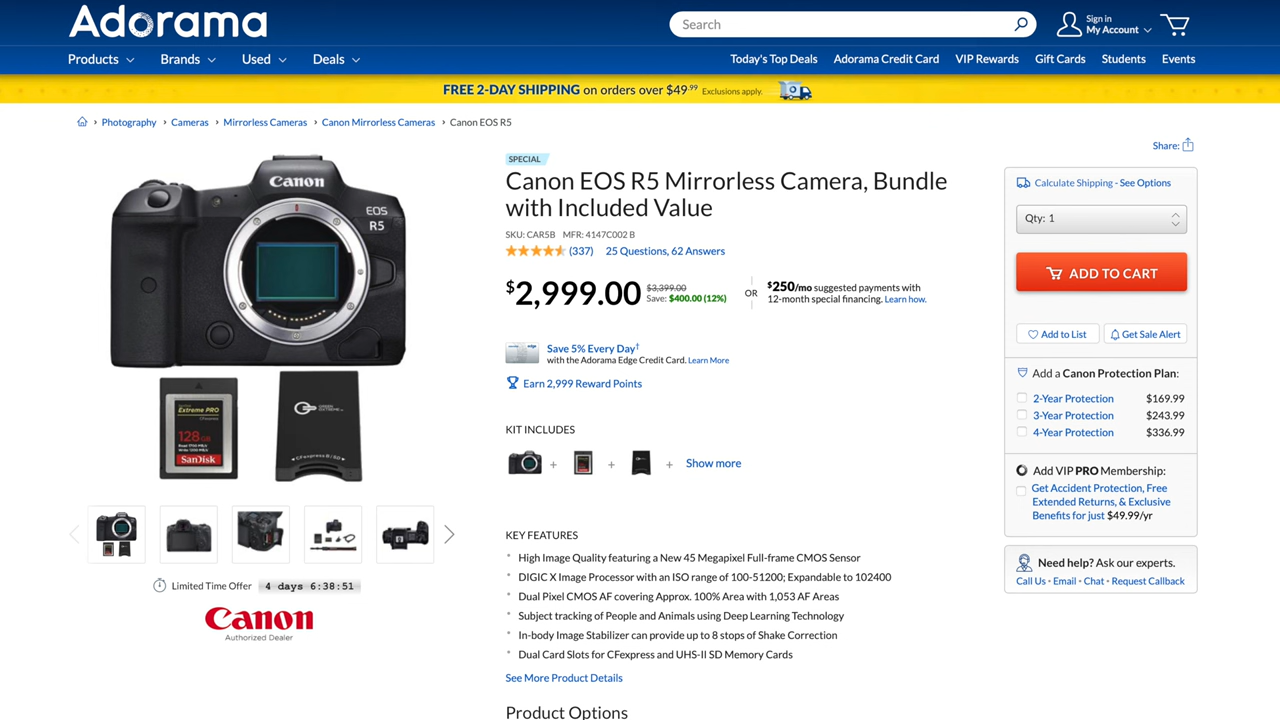 Adorama
Search
Sign in
My Account
Products
Brands
Used
Deals
Today's Top Deals
Adorama Credit Card
VIP Rewards
Gift Cards
Students
Events
FREE 2-DAY SHIPPING on orders over $49.99 Exclusions apply.
Photography
Cameras
Mirrorless Cameras
Canon Mirrorless Cameras
Canon EOS R5
Share:
Canon
EOS
R5
Extreme PRO
128GB
SanDisk
GREEN EXTREME
CFexpress B/SD
Limited Time Offer 4 days 6:38:51
Canon
Authorized Dealer
SPECIAL
Canon EOS R5 Mirrorless Camera, Bundle
with Included Value
SKU: CAR5B MFR: 4147C002 B
(337) 25 Questions, 62 Answers
$2,999.00
$3,399.00
Save: $400.00 (12%)
OR
$250/mo suggested payments with
12-month special financing. Learn how.
Save 5% Every Day†
with the Adorama Edge Credit Card. Learn More
Earn 2,999 Reward Points
KIT INCLUDES
+ + + Show more
KEY FEATURES
High Image Quality featuring a New 45 Megapixel Full-frame CMOS Sensor
DIGIC X Image Processor with an ISO range of 100-51200; Expandable to 102400
Dual Pixel CMOS AF covering Approx. 100% Area with 1,053 AF Areas
Subject tracking of People and Animals using Deep Learning Technology
In-body Image Stabilizer can provide up to 8 stops of Shake Correction
Dual Card Slots for CFexpress and UHS-II SD Memory Cards
See More Product Details
Product Options
Calculate Shipping - See Options
Qty: 1
ADD TO CART
Add to List
Get Sale Alert
Add a Canon Protection Plan:
2-Year Protection $169.99
3-Year Protection $243.99
4-Year Protection $336.99
Add VIP PRO Membership:
Get Accident Protection, Free
Extended Returns, & Exclusive
Benefits for just $49.99/yr
Need help? Ask our experts.
Call Us - Email - Chat - Request Callback